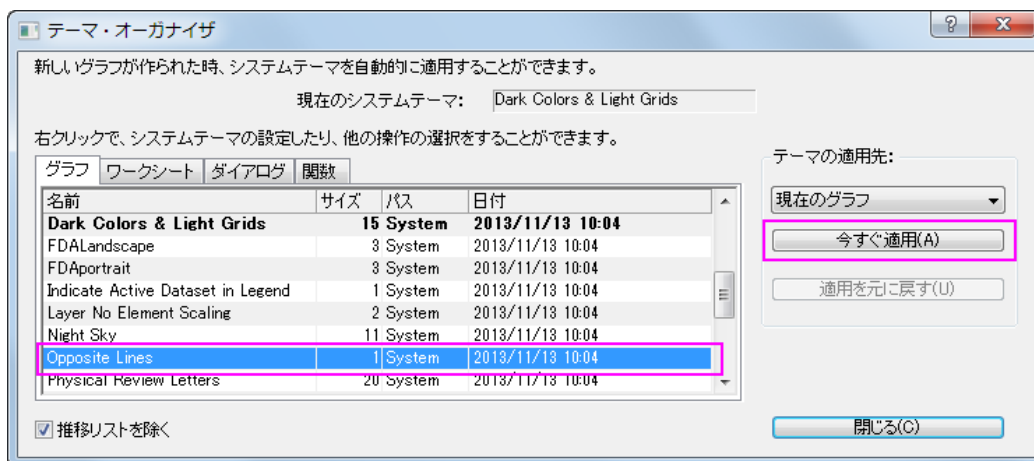 テーマ・オーガナイザ
新しいグラフが作られた時、システムテーマを自動的に適用することができます。
現在のシステムテーマ: Dark Colors & Light Grids
右クリックで、システムテーマの設定したり、他の操作の選択をすることができます。
グラフ ワークシート ダイアログ 関数
名前 サイズ パス 日付
Dark Colors & Light Grids 15 System 2013/11/13 10:04
FDALandscape 3 System 2013/11/13 10:04
FDAportrait 3 System 2013/11/13 10:04
Indicate Active Dataset in Legend 1 System 2013/11/13 10:04
Layer No Element Scaling 2 System 2013/11/13 10:04
Night Sky 11 System 2013/11/13 10:04
Opposite Lines 1 System 2013/11/13 10:04
Physical Review Letters 20 System 2013/11/13 10:04
推移リストを除く
テーマの適用先:
現在のグラフ
今すぐ適用(A)
適用を元に戻す(U)
閉じる(C)